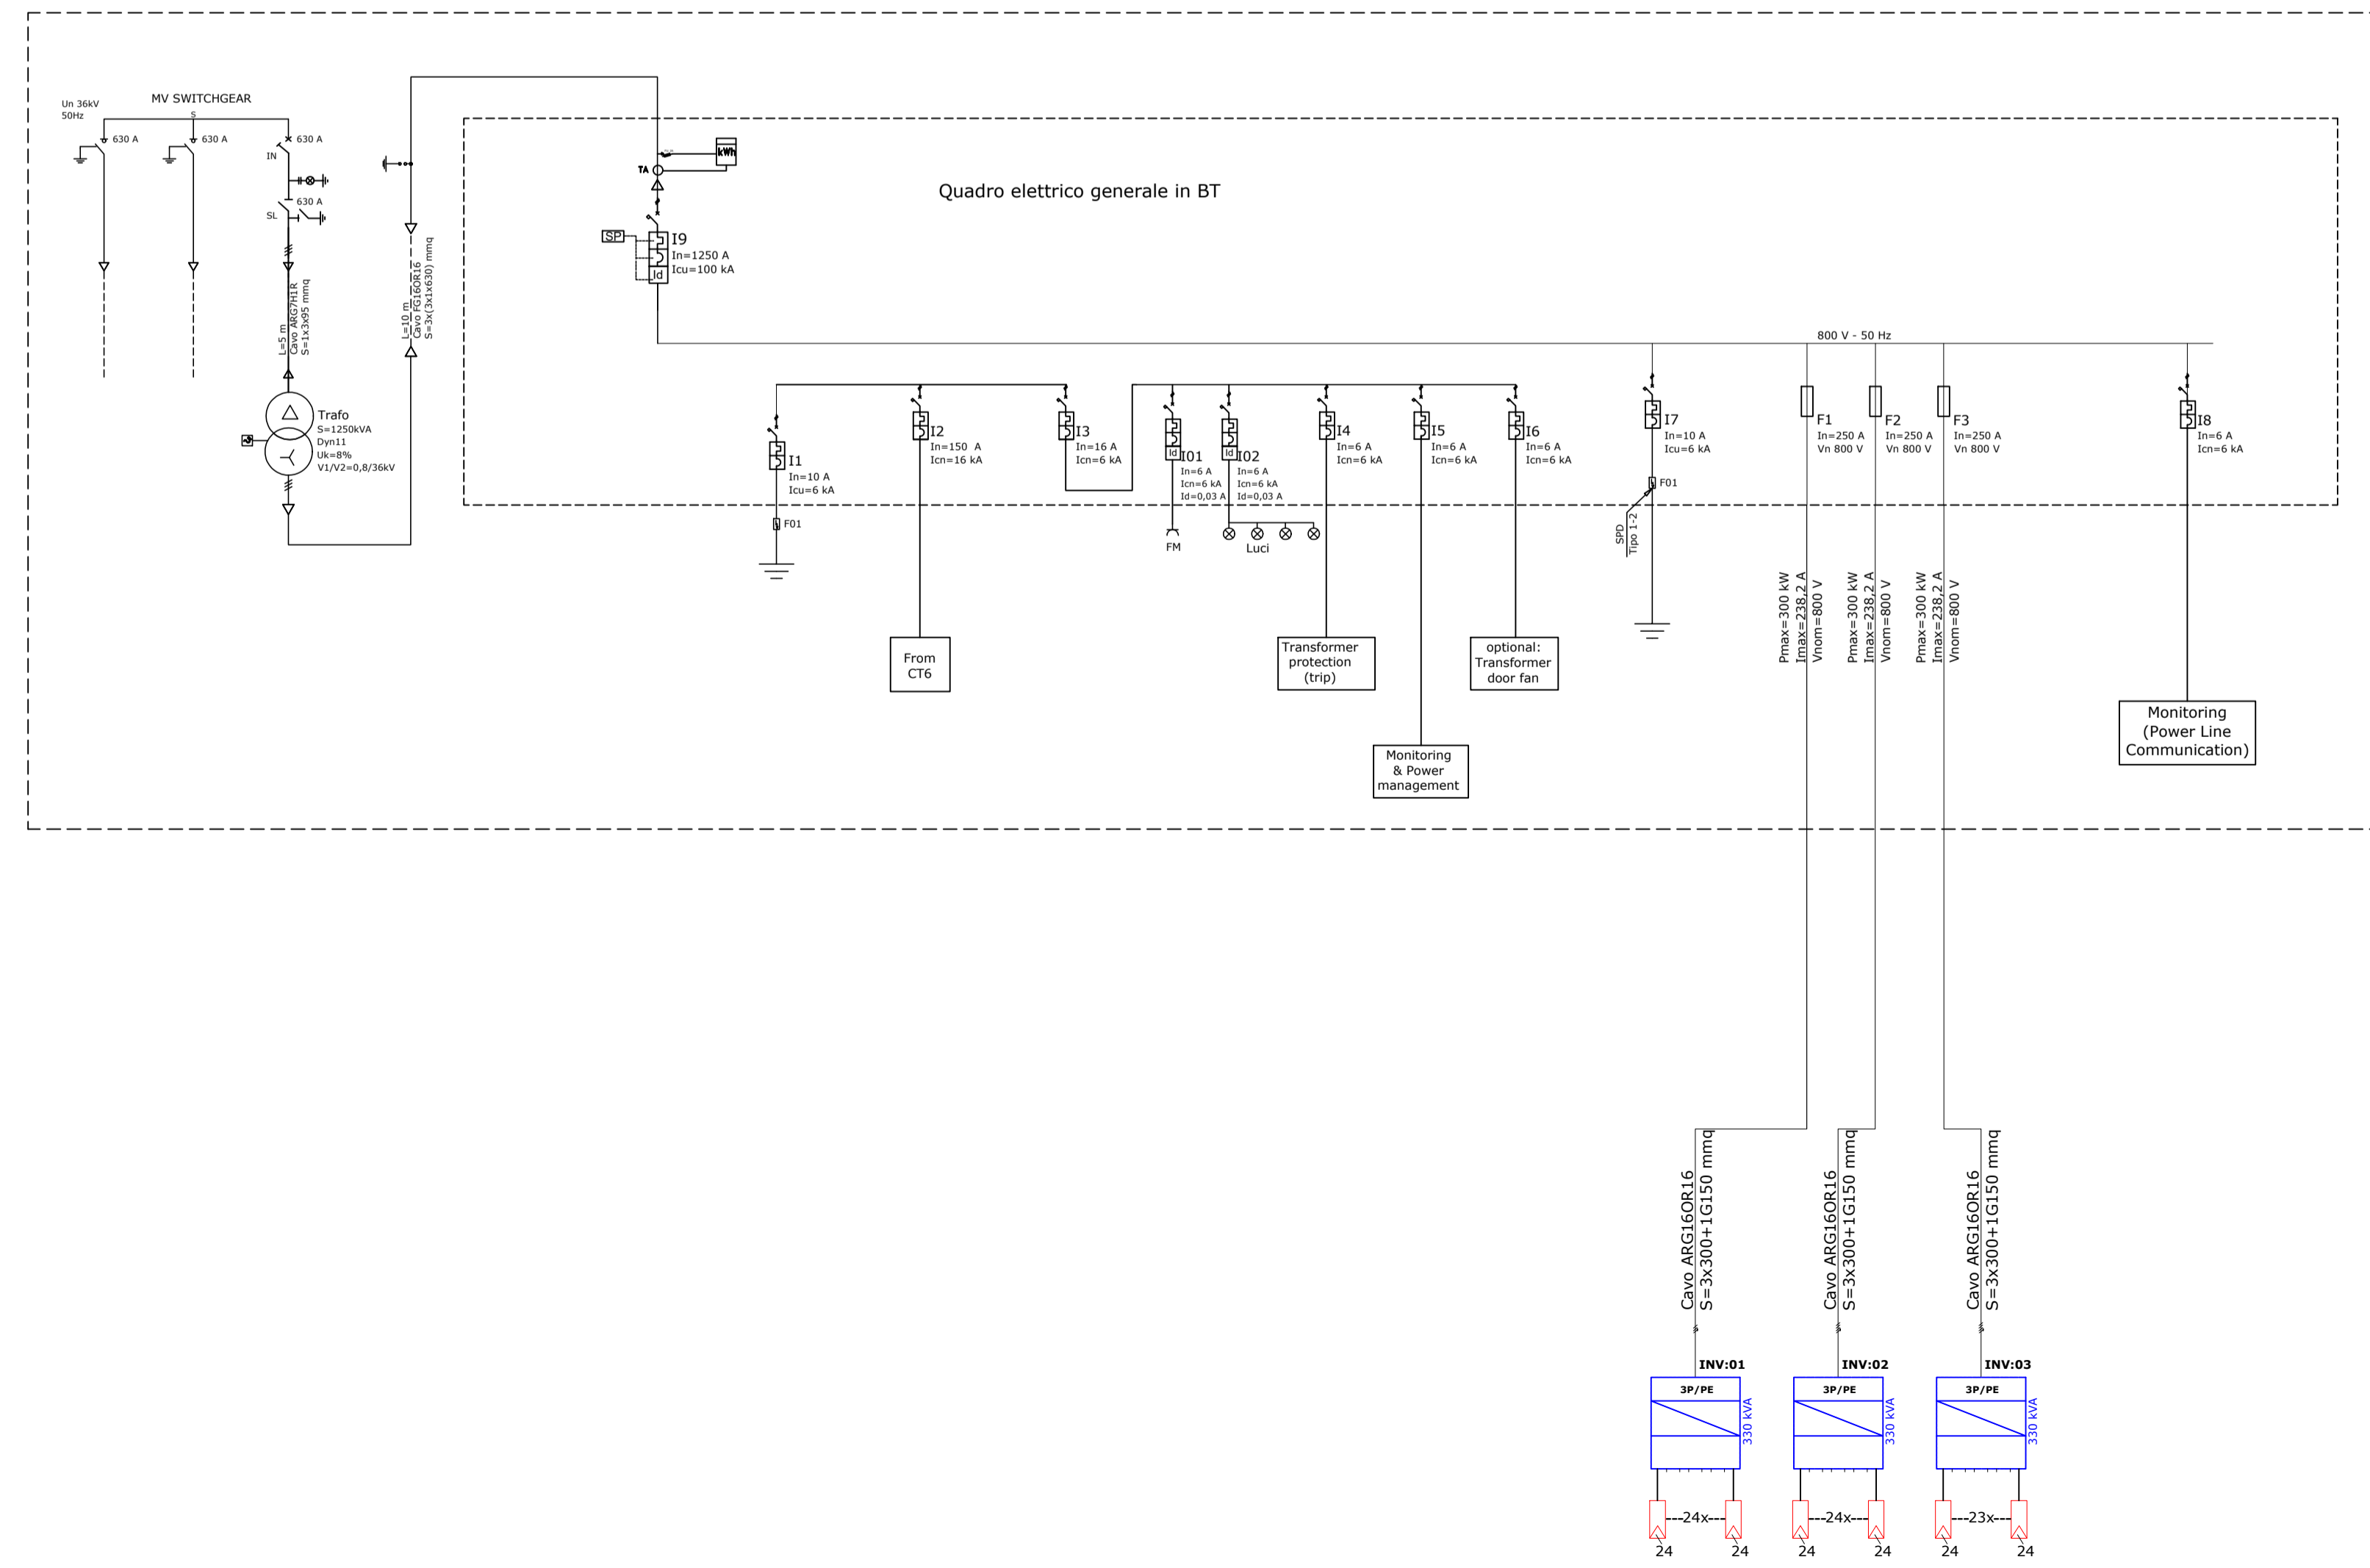 Un 36kV
50Hz
MV SWITCHGEAR
S
630 A
630 A
630 A
IN
630 A
SL
L=5 m
Cavo ARG7H1R
S=1x3x95 mmq
L=10 m
Cavo FG16OR16
S=3x(3x1x630) mmq
Trafo
S=1250kVA
Dyn11
Uk=8%
V1/V2=0,8/36kV
kWh
TA
Quadro elettrico generale in BT
SP
I9
In=1250 A
Icu=100 kA
Id
800 V - 50 Hz
I1
In=10 A
Icu=6 kA
F01
I2
In=150 A
Icn=16 kA
I3
In=16 A
Icn=6 kA
Id
I01
In=6 A
Icn=6 kA
Id=0,03 A
Id
I02
In=6 A
Icn=6 kA
Id=0,03 A
I4
In=6 A
Icn=6 kA
I5
In=6 A
Icn=6 kA
I6
In=6 A
Icn=6 kA
I7
In=10 A
Icu=6 kA
F01
SPD
Tipo 1-2
F1
In=250 A
Vn 800 V
F2
In=250 A
Vn 800 V
F3
In=250 A
Vn 800 V
I8
In=6 A
Icn=6 kA
FM
Luci
From
CT6
Transformer
protection
(trip)
Monitoring
& Power
management
optional:
Transformer
door fan
Pmax=300 kW
Imax=238,2 A
Vnom=800 V
Pmax=300 kW
Imax=238,2 A
Vnom=800 V
Pmax=300 kW
Imax=238,2 A
Vnom=800 V
Monitoring
(Power Line
Communication)
Cavo ARG16OR16
S=3x300+1G150 mmq
Cavo ARG16OR16
S=3x300+1G150 mmq
Cavo ARG16OR16
S=3x300+1G150 mmq
INV:01
3P/PE
330 kVA
INV:02
3P/PE
330 kVA
INV:03
3P/PE
330 kVA
---24x---
24
24
---24x---
24
24
---23x---
24
24